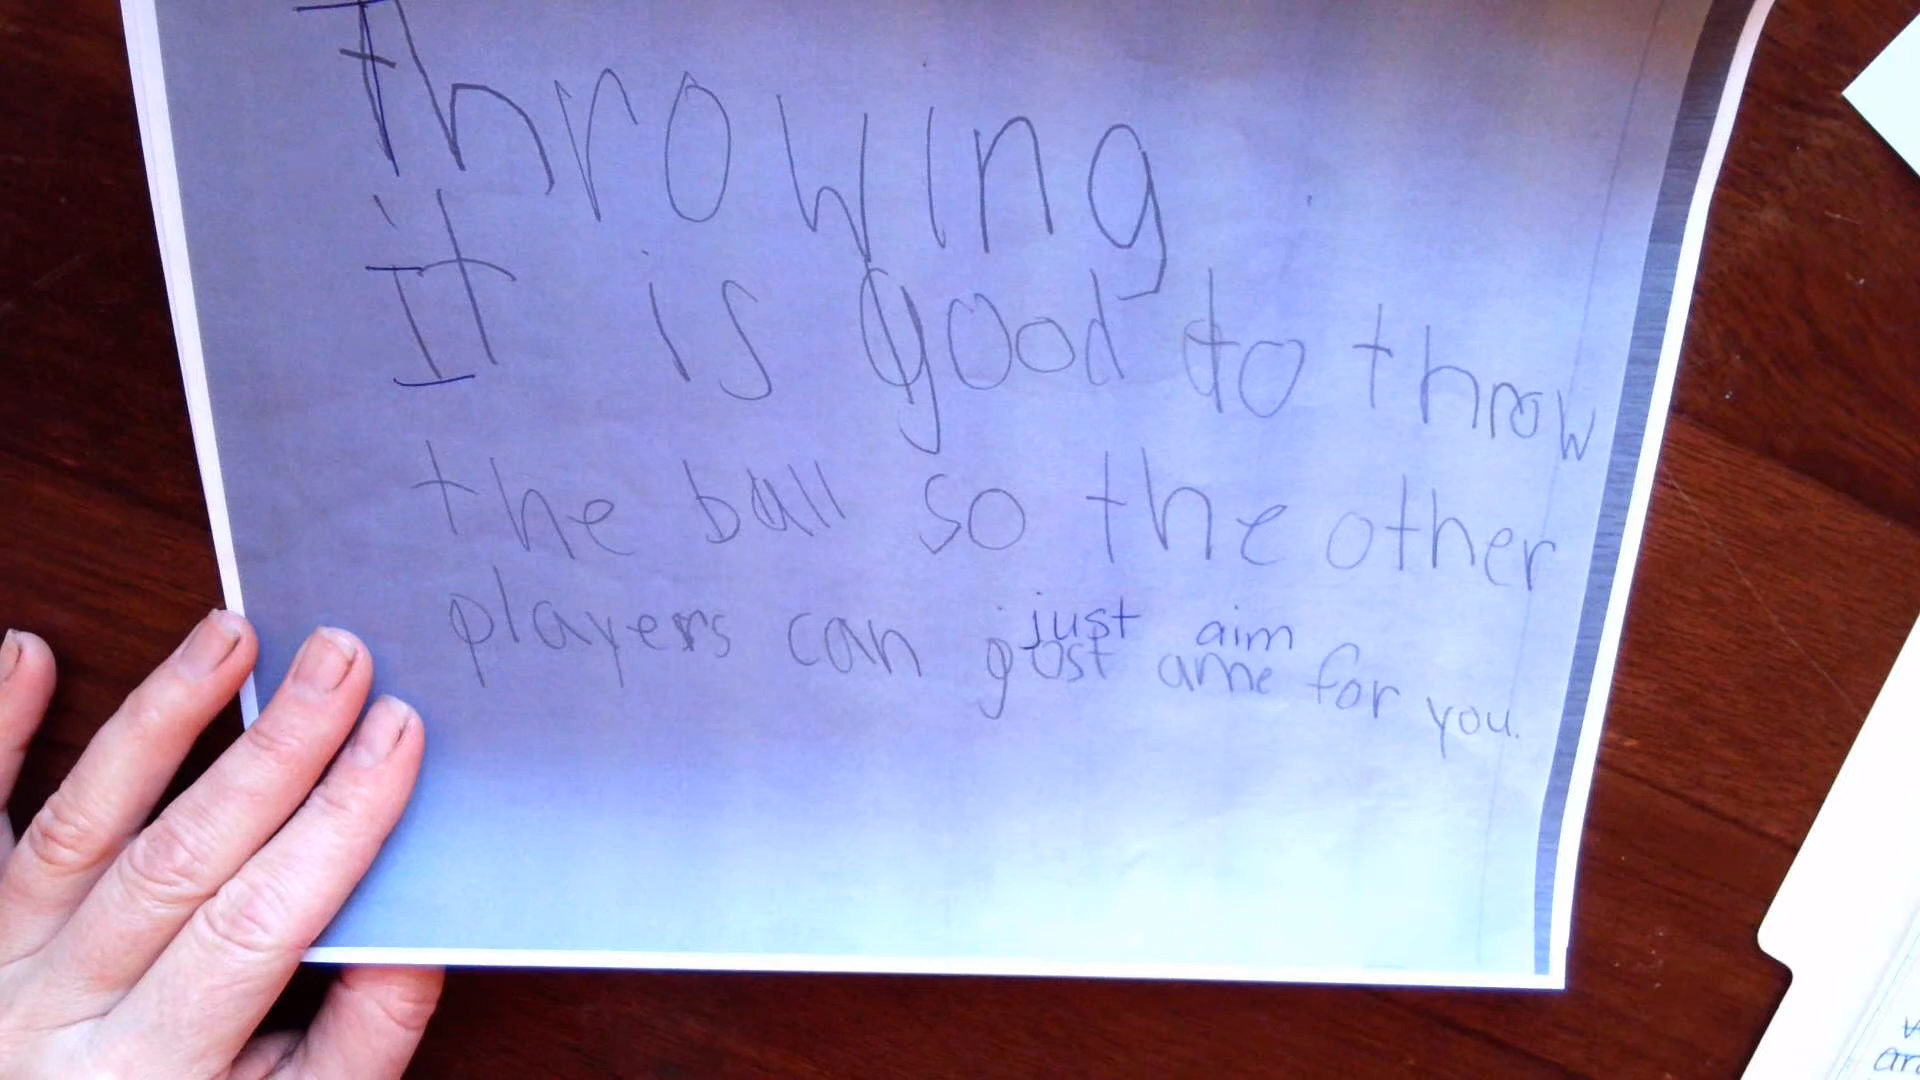 Throwing
It is good to throw
the ball so the other
just aim
players can gust ame for you.